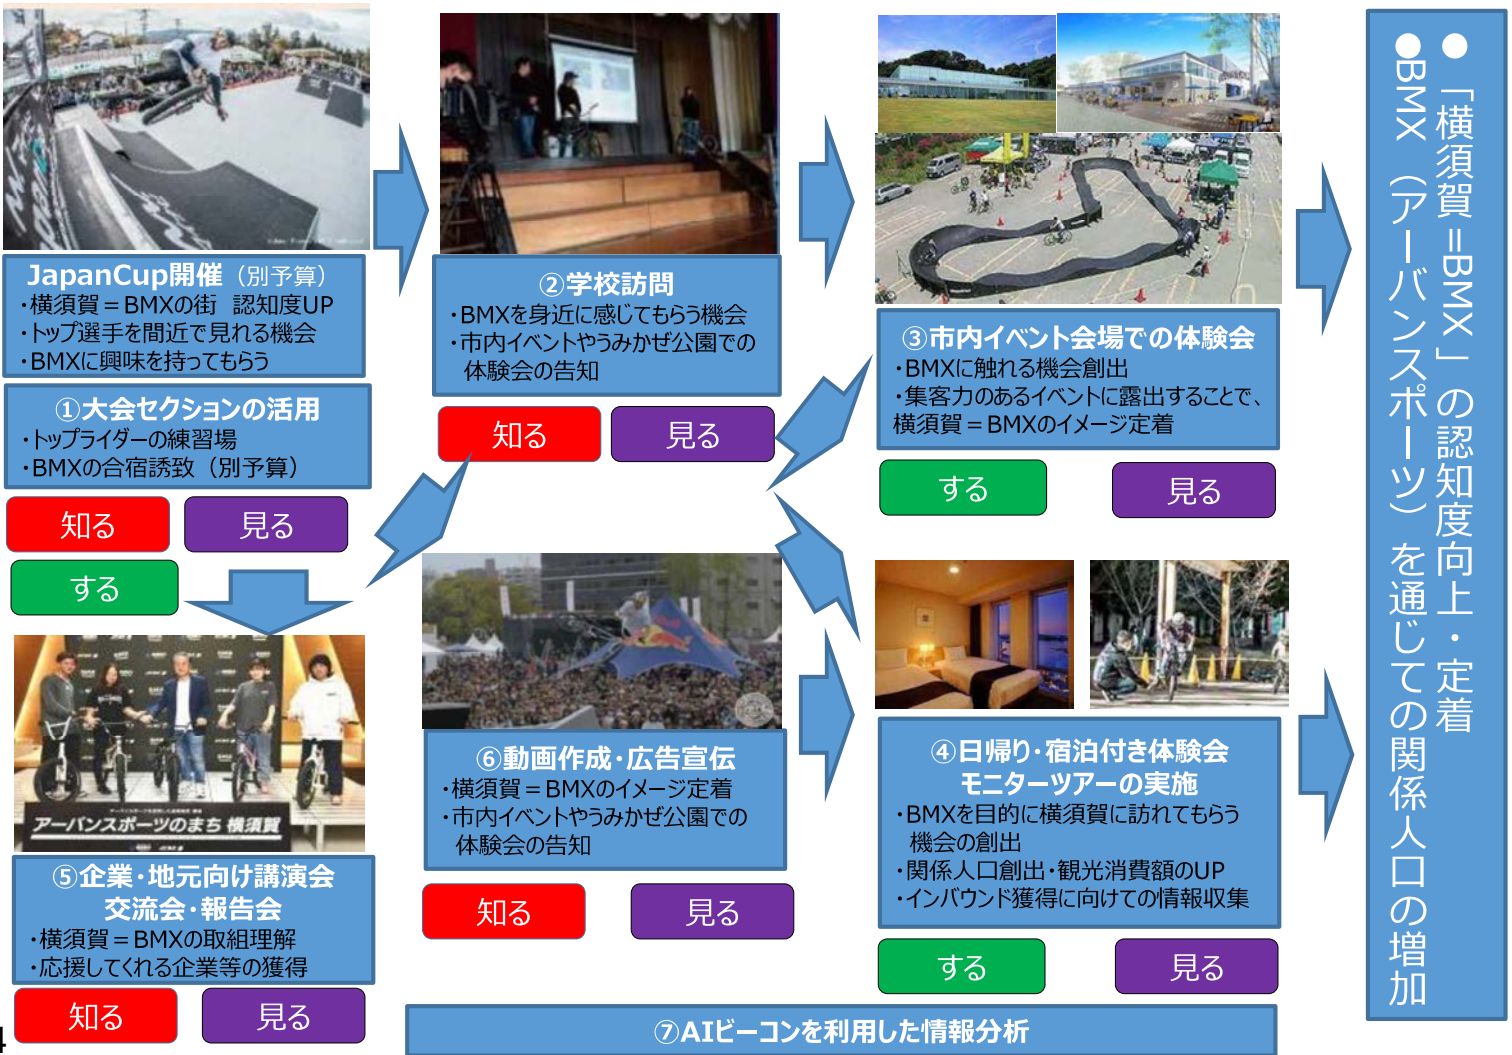 JapanCup開催（別予算）
・横須賀＝BMXの街 認知度UP
・トップ選手を間近で見れる機会
・BMXに興味を持ってもらう
①大会セクションの活用
・トップライダーの練習場
・BMXの合宿誘致（別予算）
知る
見る
する
②学校訪問
・BMXを身近に感じてもらう機会
・市内イベントやうみかぜ公園での
体験会の告知
知る
見る
③市内イベント会場での体験会
・BMXに触れる機会創出
・集客力のあるイベントに露出することで、
横須賀＝BMXのイメージ定着
する
見る
アーバンスポーツのまち 横須賀
⑤企業・地元向け講演会
交流会・報告会
・横須賀＝BMXの取組理解
・応援してくれる企業等の獲得
知る
見る
Red Bull
⑥動画作成・広告宣伝
・横須賀＝BMXのイメージ定着
・市内イベントやうみかぜ公園での
体験会の告知
知る
見る
④日帰り・宿泊付き体験会
モニターツアーの実施
・BMXを目的に横須賀に訪れてもらう
機会の創出
・関係人口創出・観光消費額のUP
・インバウンド獲得に向けての情報収集
する
見る
⑦AIビーコンを利用した情報分析
●「横須賀＝BMX」の認知度向上・定着
●BMX（アーバンスポーツ）を通じての関係人口の増加
4